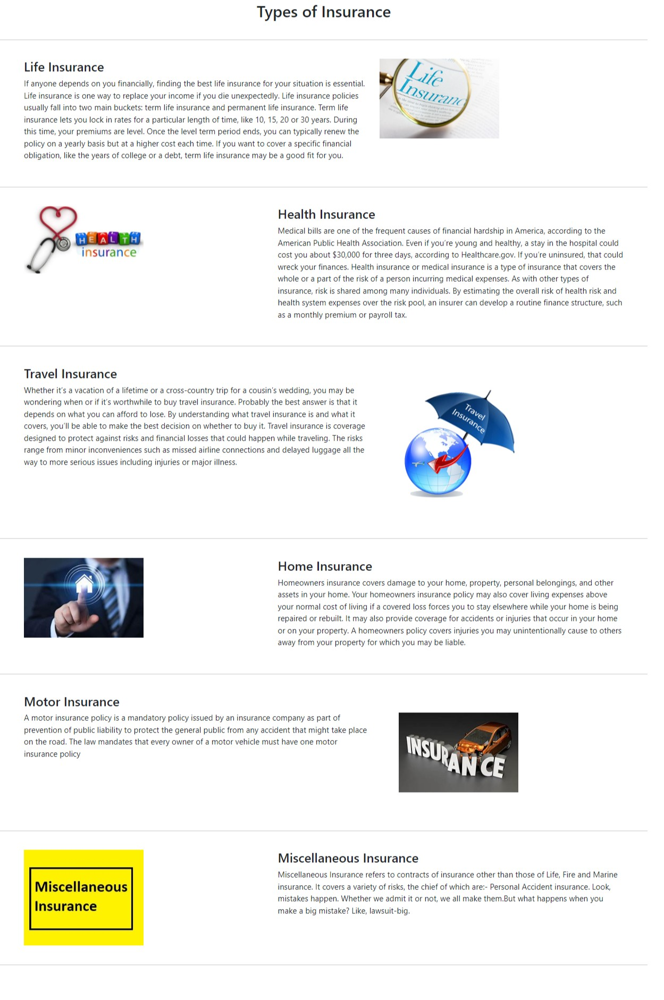 Types of Insurance
Life Insurance
If anyone depends on you financially, finding the best life insurance for your situation is essential.
Life insurance is one way to replace your income if you die unexpectedly. Life insurance policies
usually fall into two main buckets: term life insurance and permanent life insurance. Term life
insurance lets you lock in rates for a particular length of time, like 10, 15, 20 or 30 years. During
this time, your premiums are level. Once the level term period ends, you can typically renew the
policy on a yearly basis but at a higher cost each time. If you want to cover a specific financial
obligation, like the years of college or a debt, term life insurance may be a good fit for you.
Life
Insuranc
HEALTH
insurance
Health Insurance
Medical bills are one of the frequent causes of financial hardship in America, according to the
American Public Health Association. Even if you're young and healthy, a stay in the hospital could
cost you about $30,000 for three days, according to Healthcare.gov. If you're uninsured, that could
wreck your finances. Health insurance or medical insurance is a type of insurance that covers the
whole or a part of the risk of a person incurring medical expenses. As with other types of
insurance, risk is shared among many individuals. By estimating the overall risk of health risk and
health system expenses over the risk pool, an insurer can develop a routine finance structure, such
as a monthly premium or payroll tax.
Travel Insurance
Whether it's a vacation of a lifetime or a cross-country trip for a cousin's wedding, you may be
wondering when or if it's worthwhile to buy travel insurance. Probably the best answer is that it
depends on what you can afford to lose. By understanding what travel insurance is and what it
covers, you'll be able to make the best decision on whether to buy it. Travel insurance is coverage
designed to protect against risks and financial losses that could happen while traveling. The risks
range from minor inconveniences such as missed airline connections and delayed luggage all the
way to more serious issues including injuries or major illness.
Travel
Insurance
Home Insurance
Homeowners insurance covers damage to your home, property, personal belongings, and other
assets in your home. Your homeowners insurance policy may also cover living expenses above
your normal cost of living if a covered loss forces you to stay elsewhere while your home is being
repaired or rebuilt. It may also provide coverage for accidents or injuries that occur in your home
or on your property. A homeowners policy covers injuries you may unintentionally cause to others
away from your property for which you may be liable.
Motor Insurance
A motor insurance policy is a mandatory policy issued by an insurance company as part of
prevention of public liability to protect the general public from any accident that might take place
on the road. The law mandates that every owner of a motor vehicle must have one motor
insurance policy
INSURANCE
Miscellaneous
Insurance
Miscellaneous Insurance
Miscellaneous Insurance refers to contracts of insurance other than those of Life, Fire and Marine
insurance. It covers a variety of risks, the chief of which are:- Personal Accident insurance. Look,
mistakes happen. Whether we admit it or not, we all make them.But what happens when you
make a big mistake? Like, lawsuit-big.